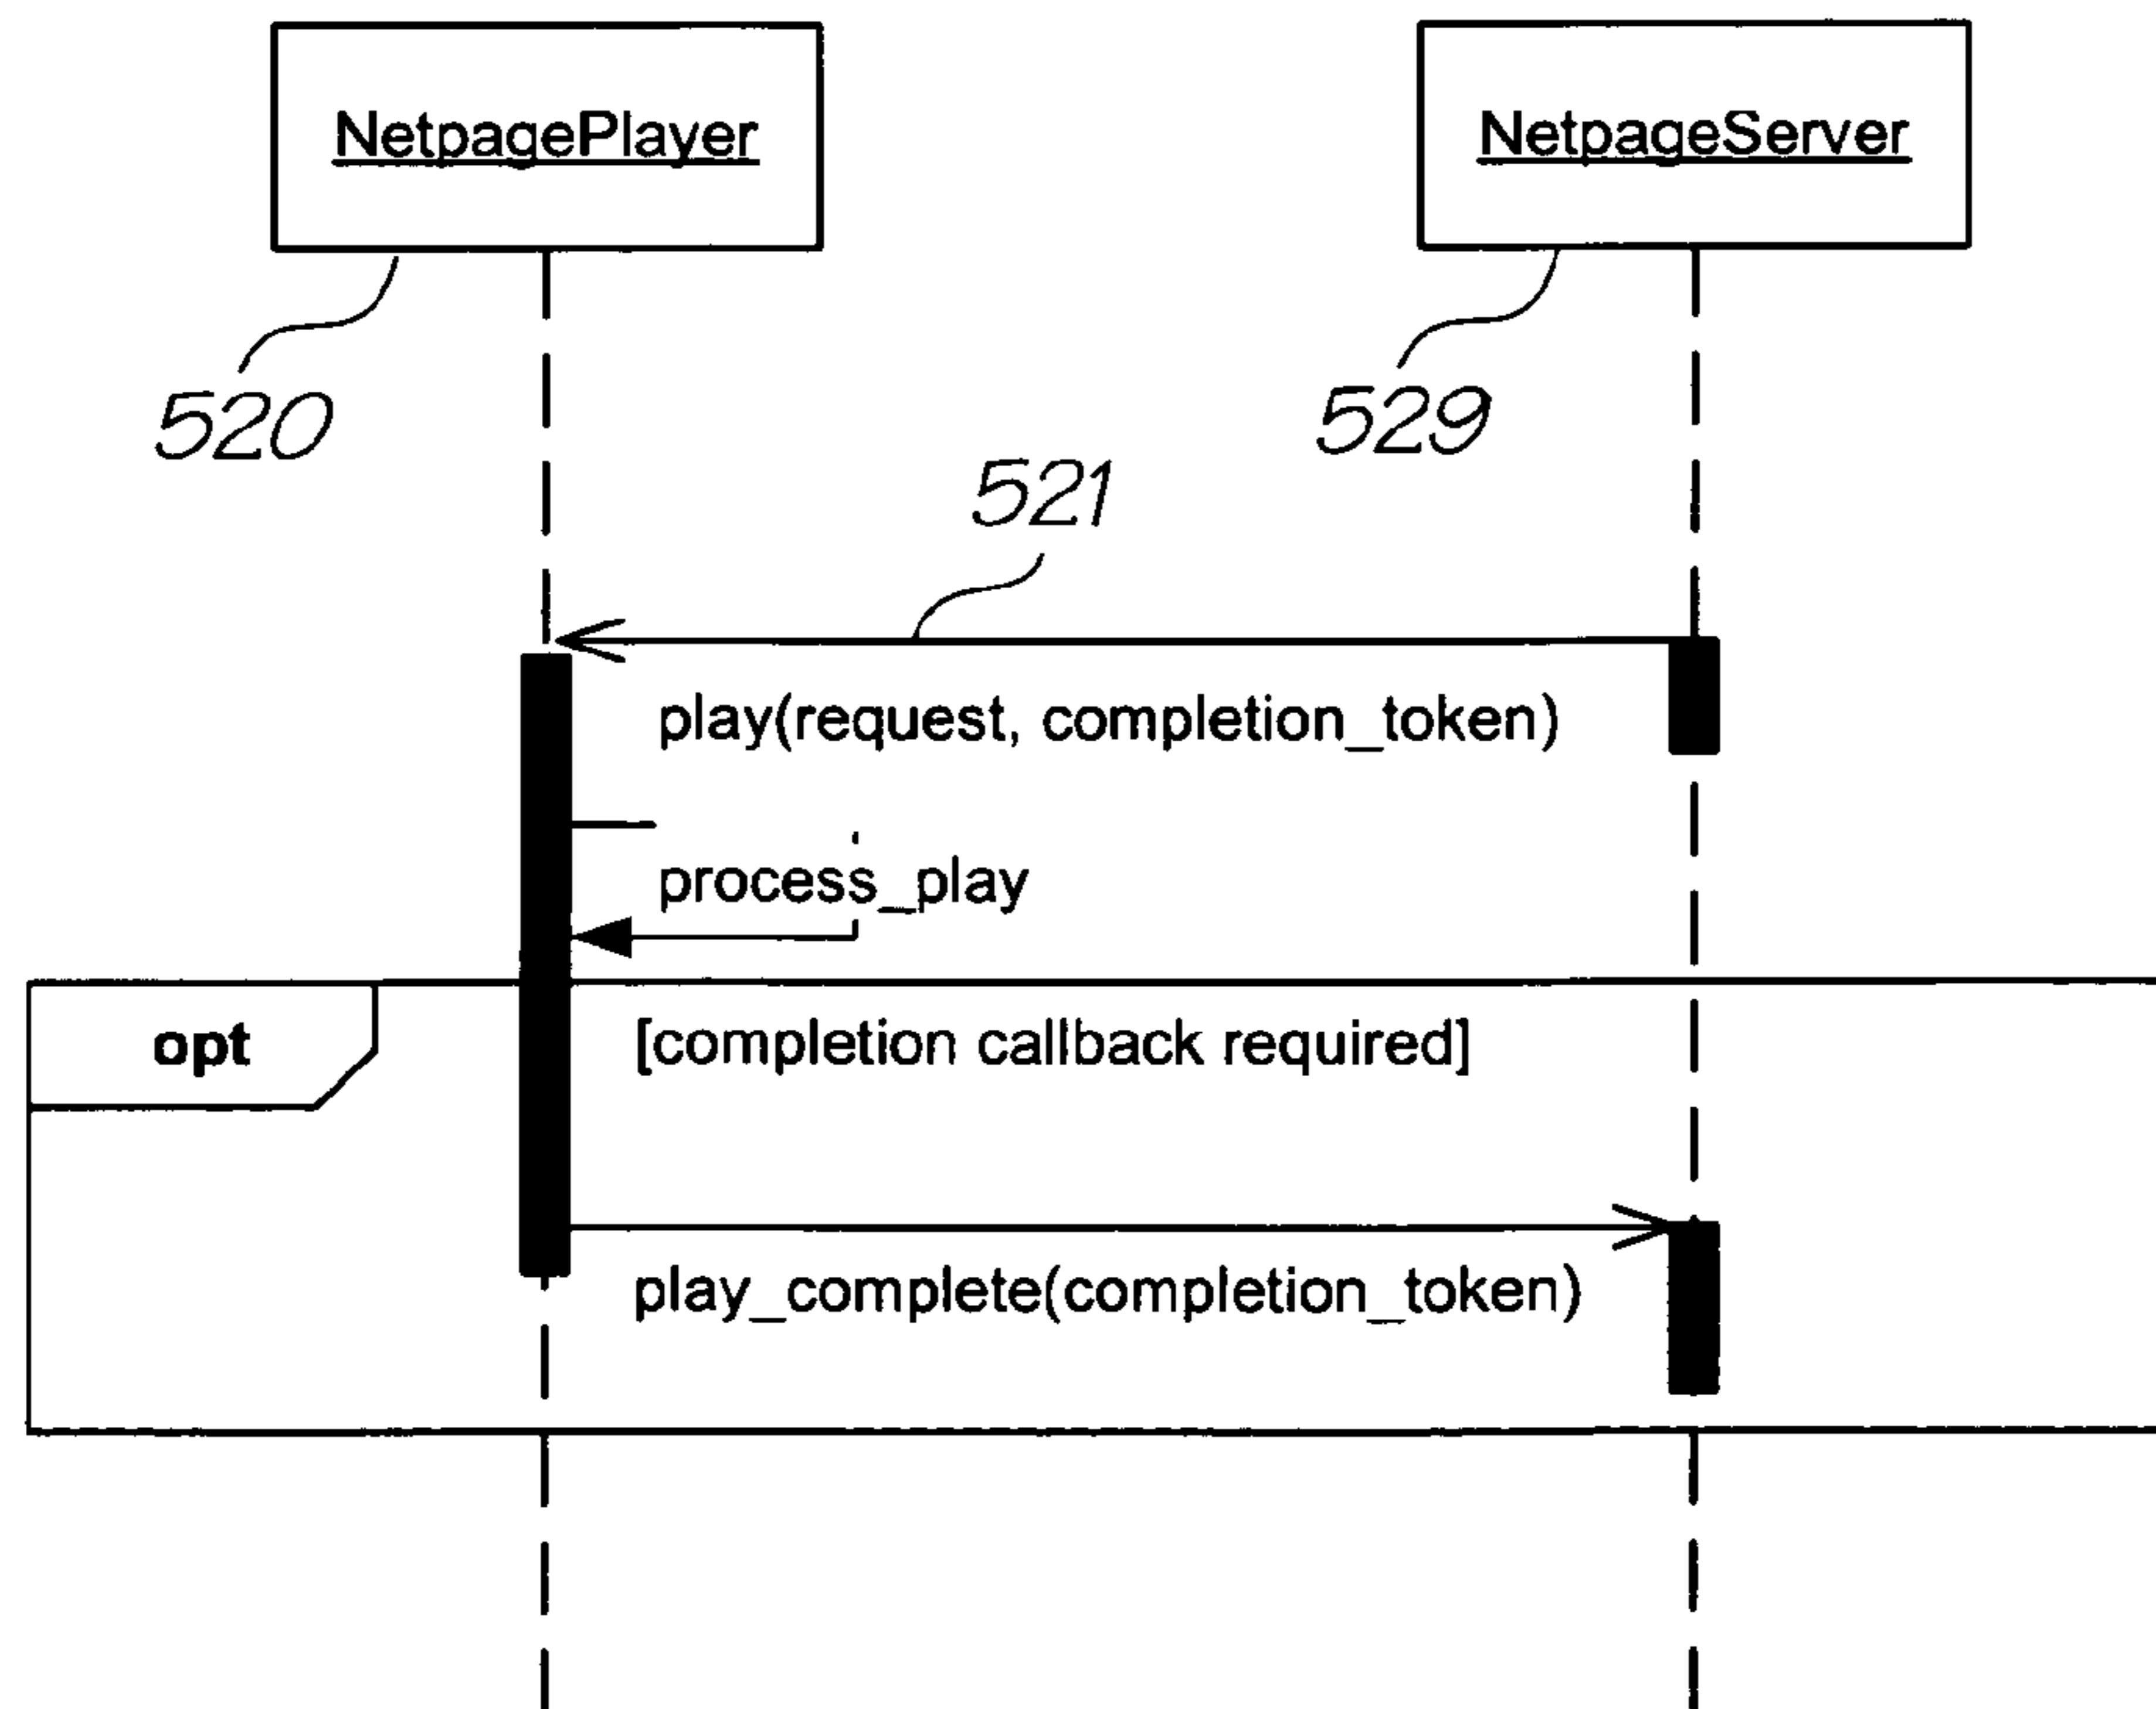 NetpagePlayer
NetpageServer
520
529
521
play(request, completion_token)
process_play
opt
[completion callback required]
play_complete(completion_token)